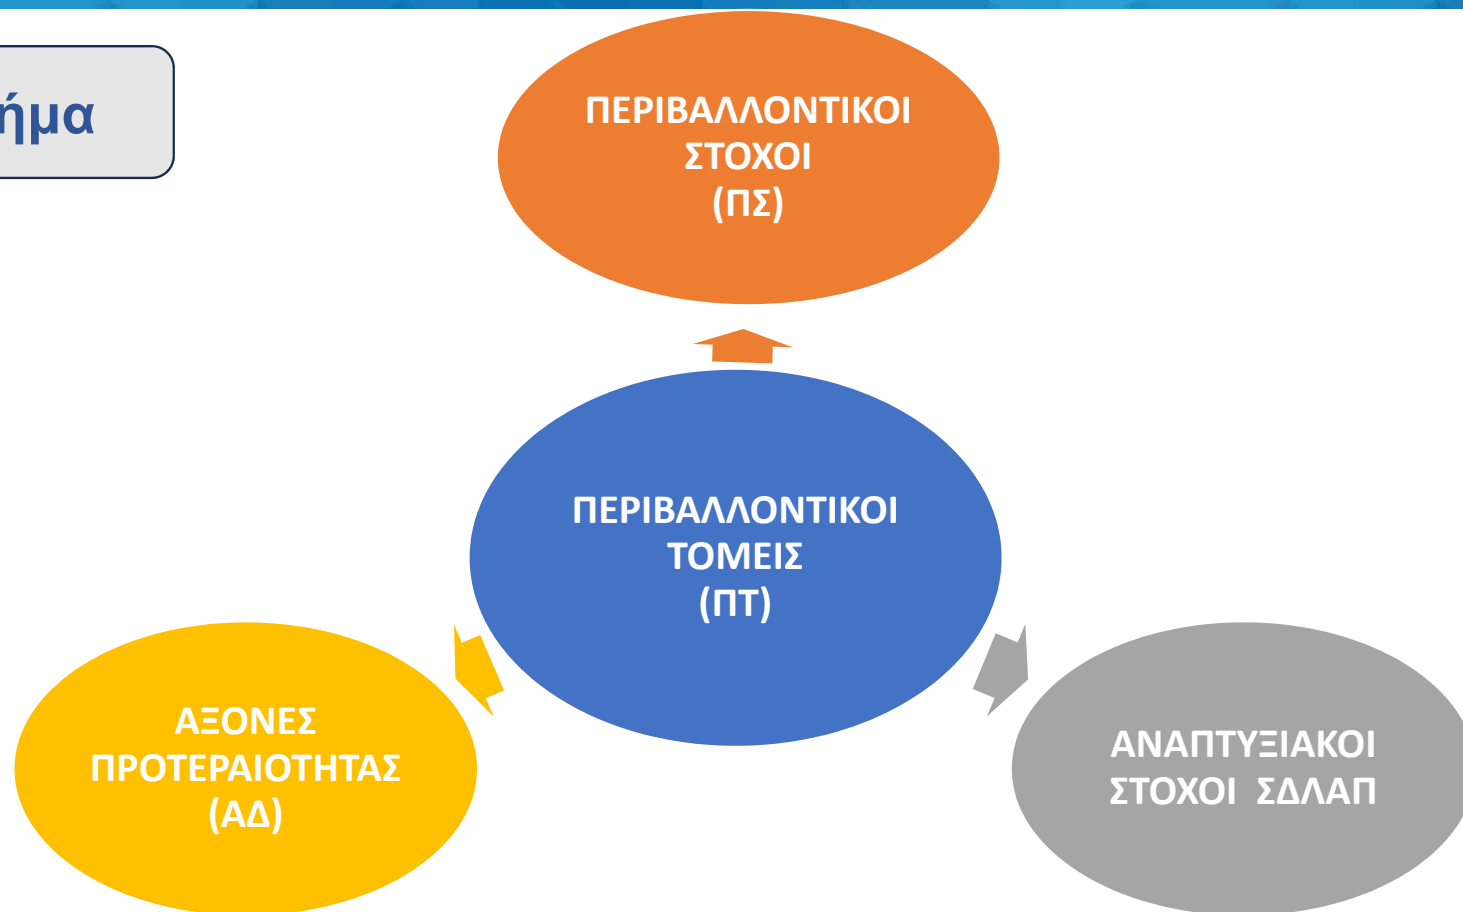 ήμα
ΠΕΡΙΒΑΛΛΟΝΤΙΚΟΙ
ΣΤΟΧΟΙ
(ΠΣ)
ΠΕΡΙΒΑΛΛΟΝΤΙΚΟΙ
ΤΟΜΕΙΣ
(ΠΤ)
ΑΞΟΝΕΣ
ΠΡΟΤΕΡΑΙΟΤΗΤΑΣ
(ΑΔ)
ΑΝΑΠΤΥΞΙΑΚΟΙ
ΣΤΟΧΟΙ ΣΔΛΑΠ